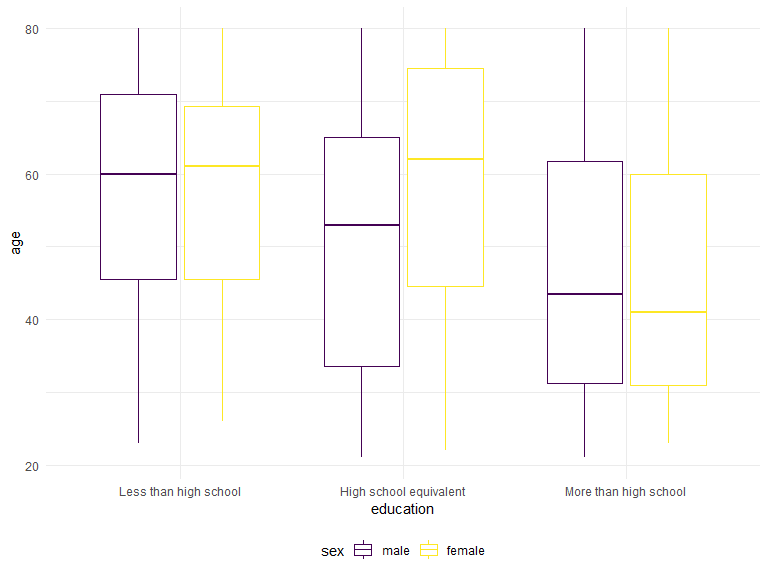 80
60
40
20
age
Less than high school
High school equivalent
More than high school
education
sex male female